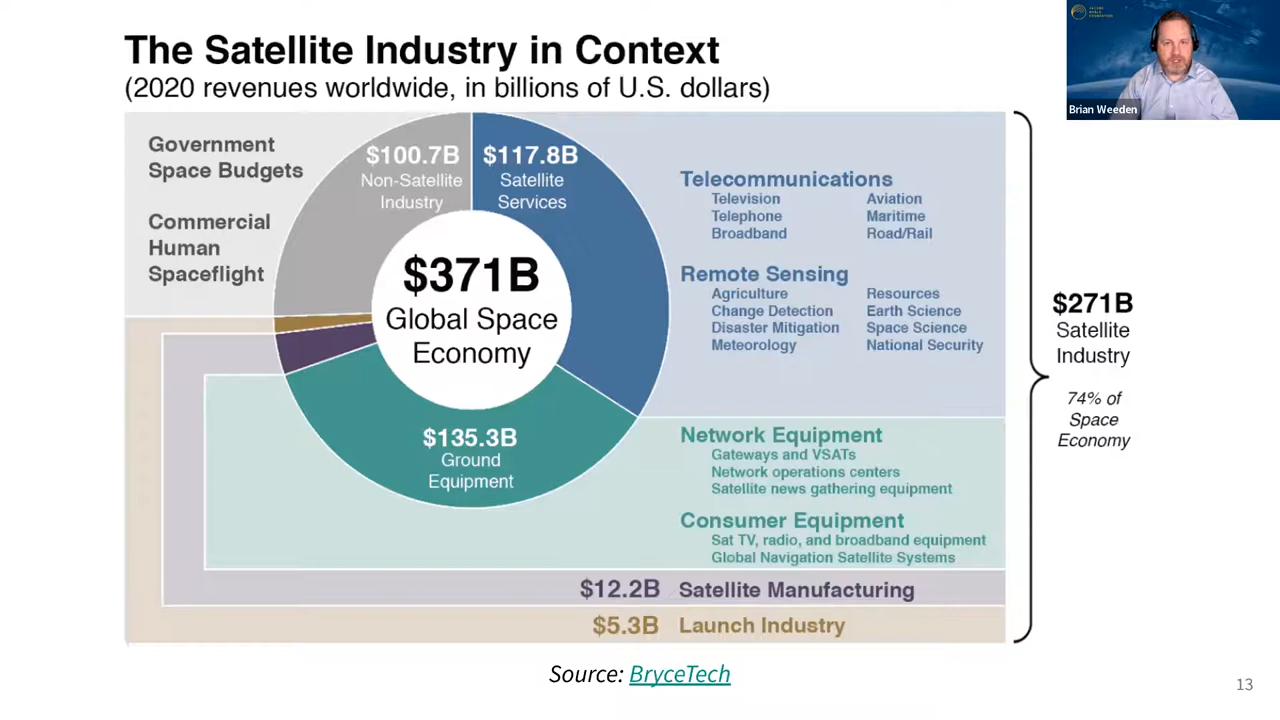 The Satellite Industry in Context
(2020 revenues worldwide, in billions of U.S. dollars)
SECURE
WORLD
FOUNDATION
Brian Weeden
Government
Space Budgets
Commercial
Human
Spaceflight
$100.7B
Non-Satellite
Industry
$117.8B
Satellite
Services
$371B
Global Space
Economy
$135.3B
Ground
Equipment
Telecommunications
Television
Aviation
Telephone
Maritime
Broadband
Road/Rail
Remote Sensing
Agriculture
Resources
Change Detection
Earth Science
Disaster Mitigation
Space Science
Meteorology
National Security
Network Equipment
Gateways and VSATs
Network operations centers
Satellite news gathering equipment
Consumer Equipment
Sat TV, radio, and broadband equipment
Global Navigation Satellite Systems
$12.2B Satellite Manufacturing
$5.3B Launch Industry
$271B
Satellite
Industry
74% of
Space
Economy
Source: BryceTech
13